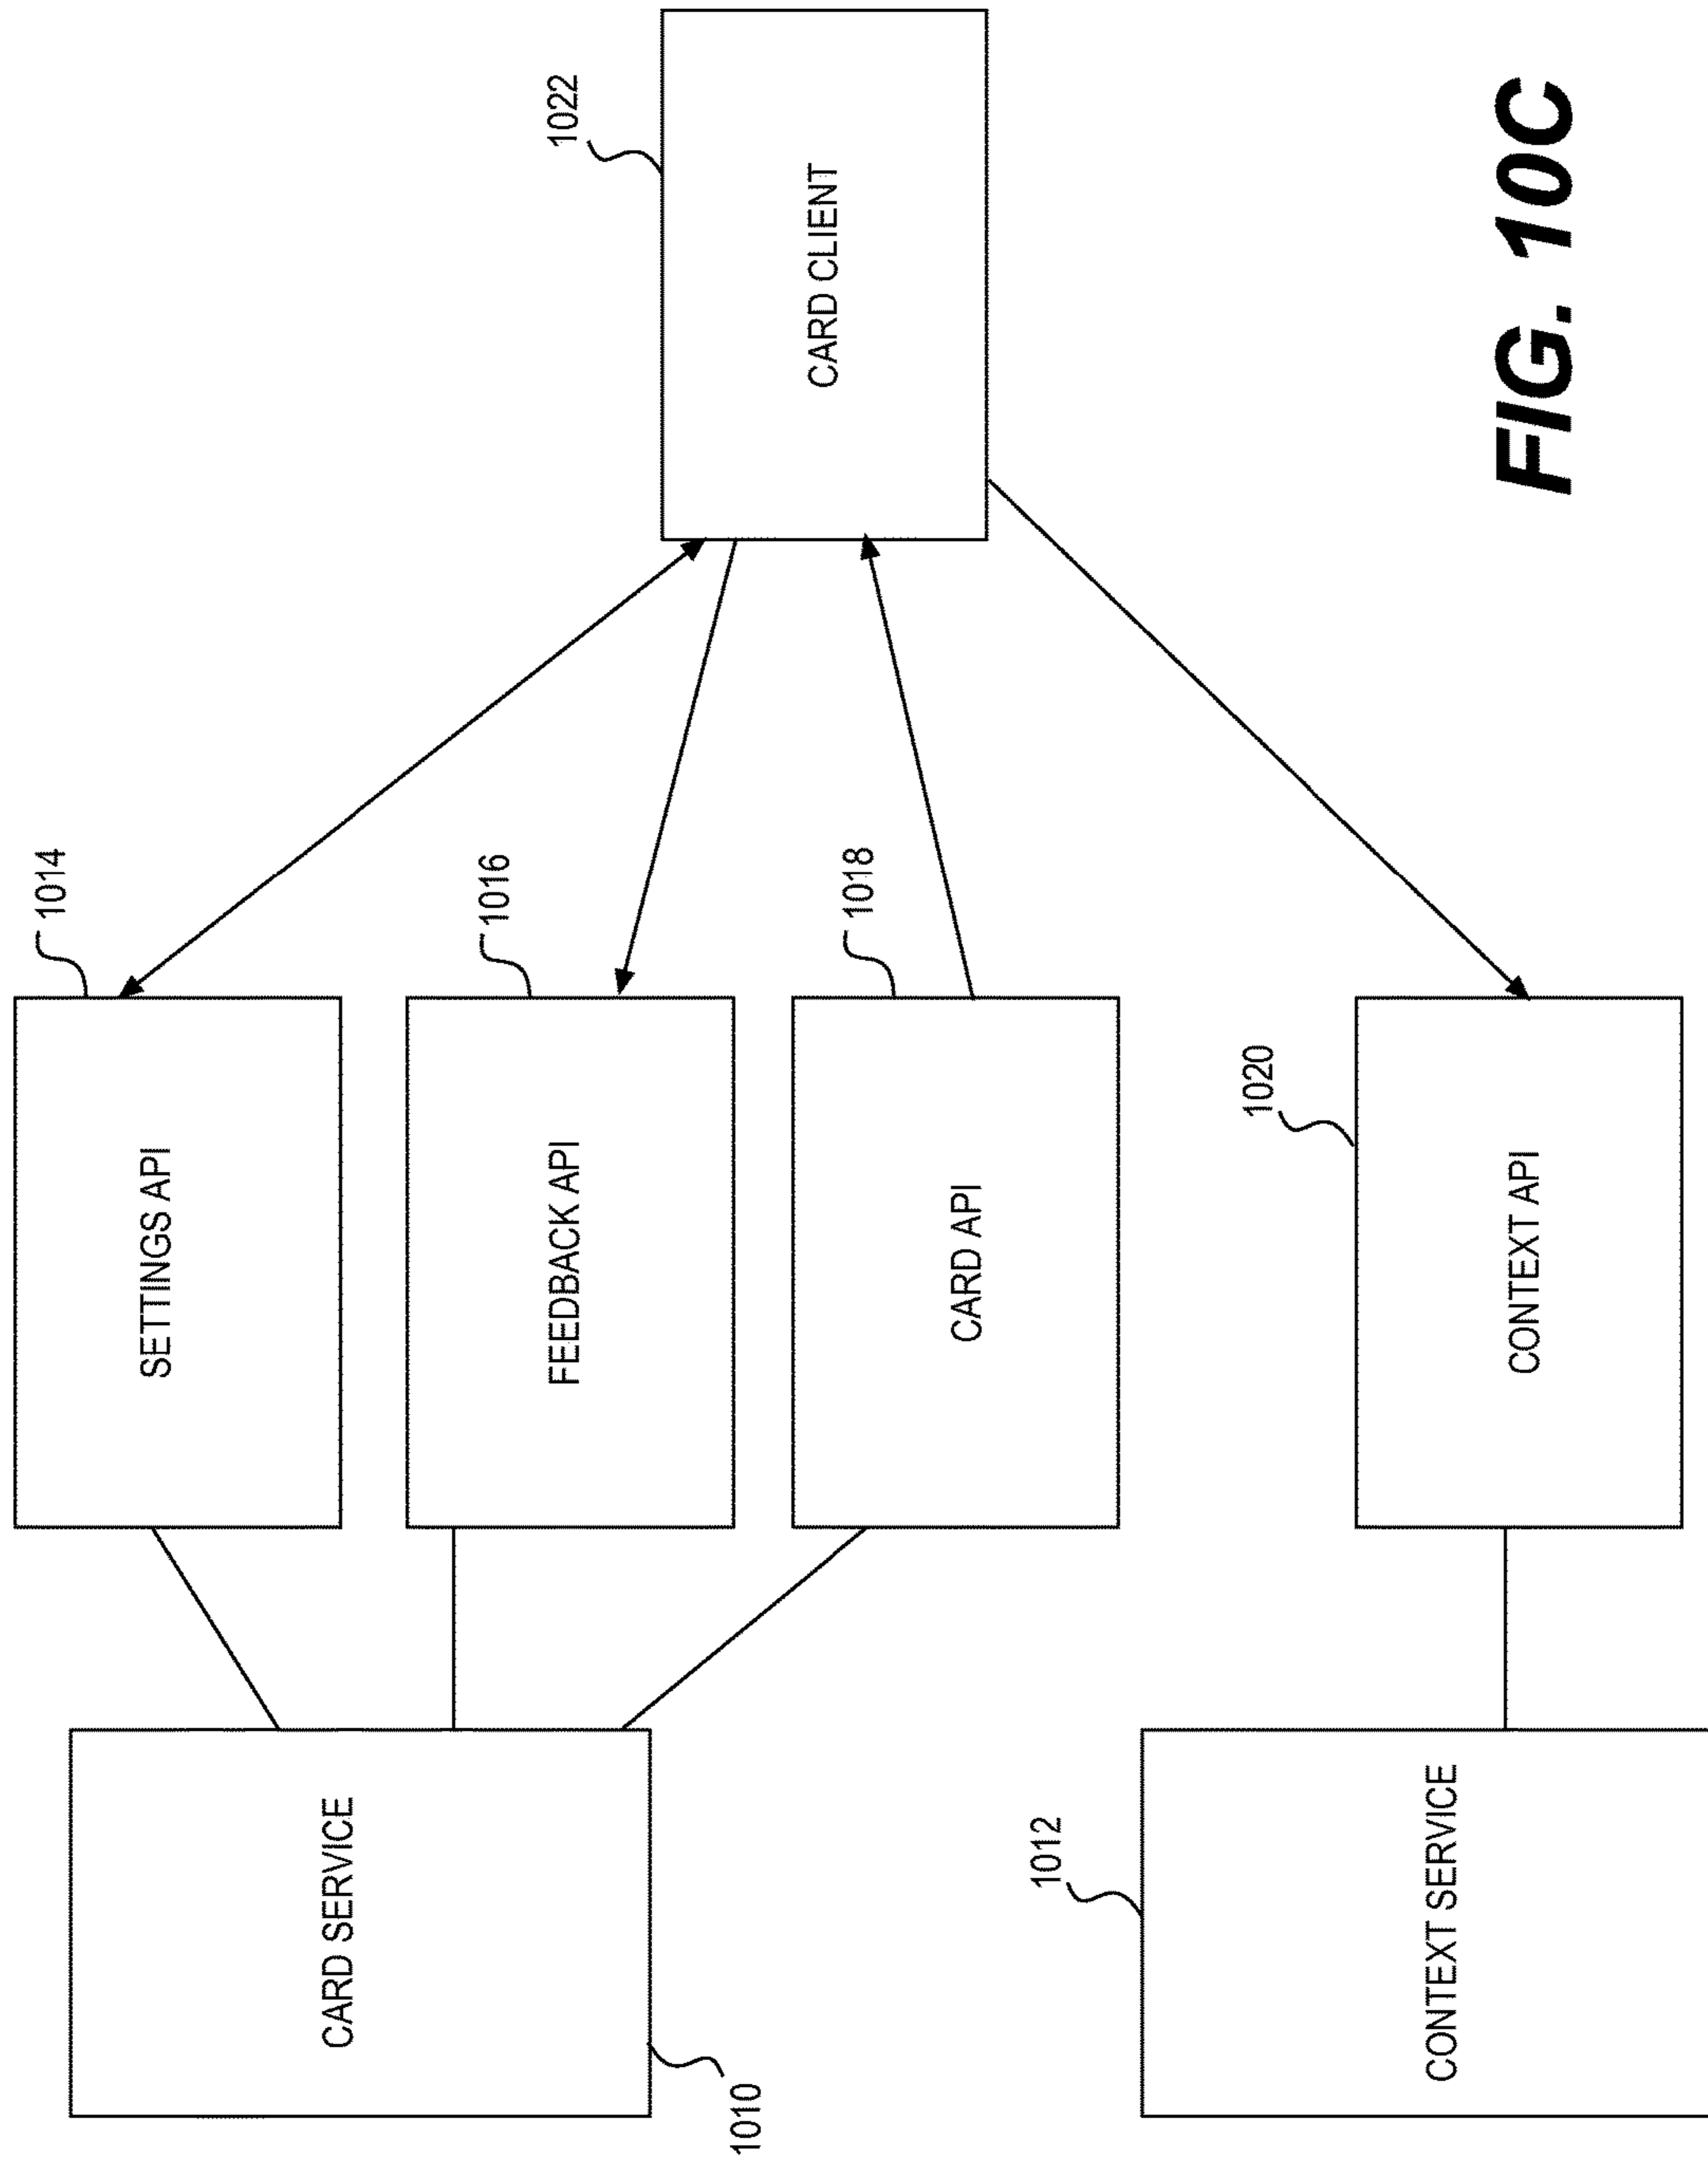 CARD SERVICE
1010
CONTEXT SERVICE
1012
SETTINGS API
1014
FEEDBACK API
1016
CARD API
1018
CONTEXT API
1020
CARD CLIENT
1022
FIG. 10C